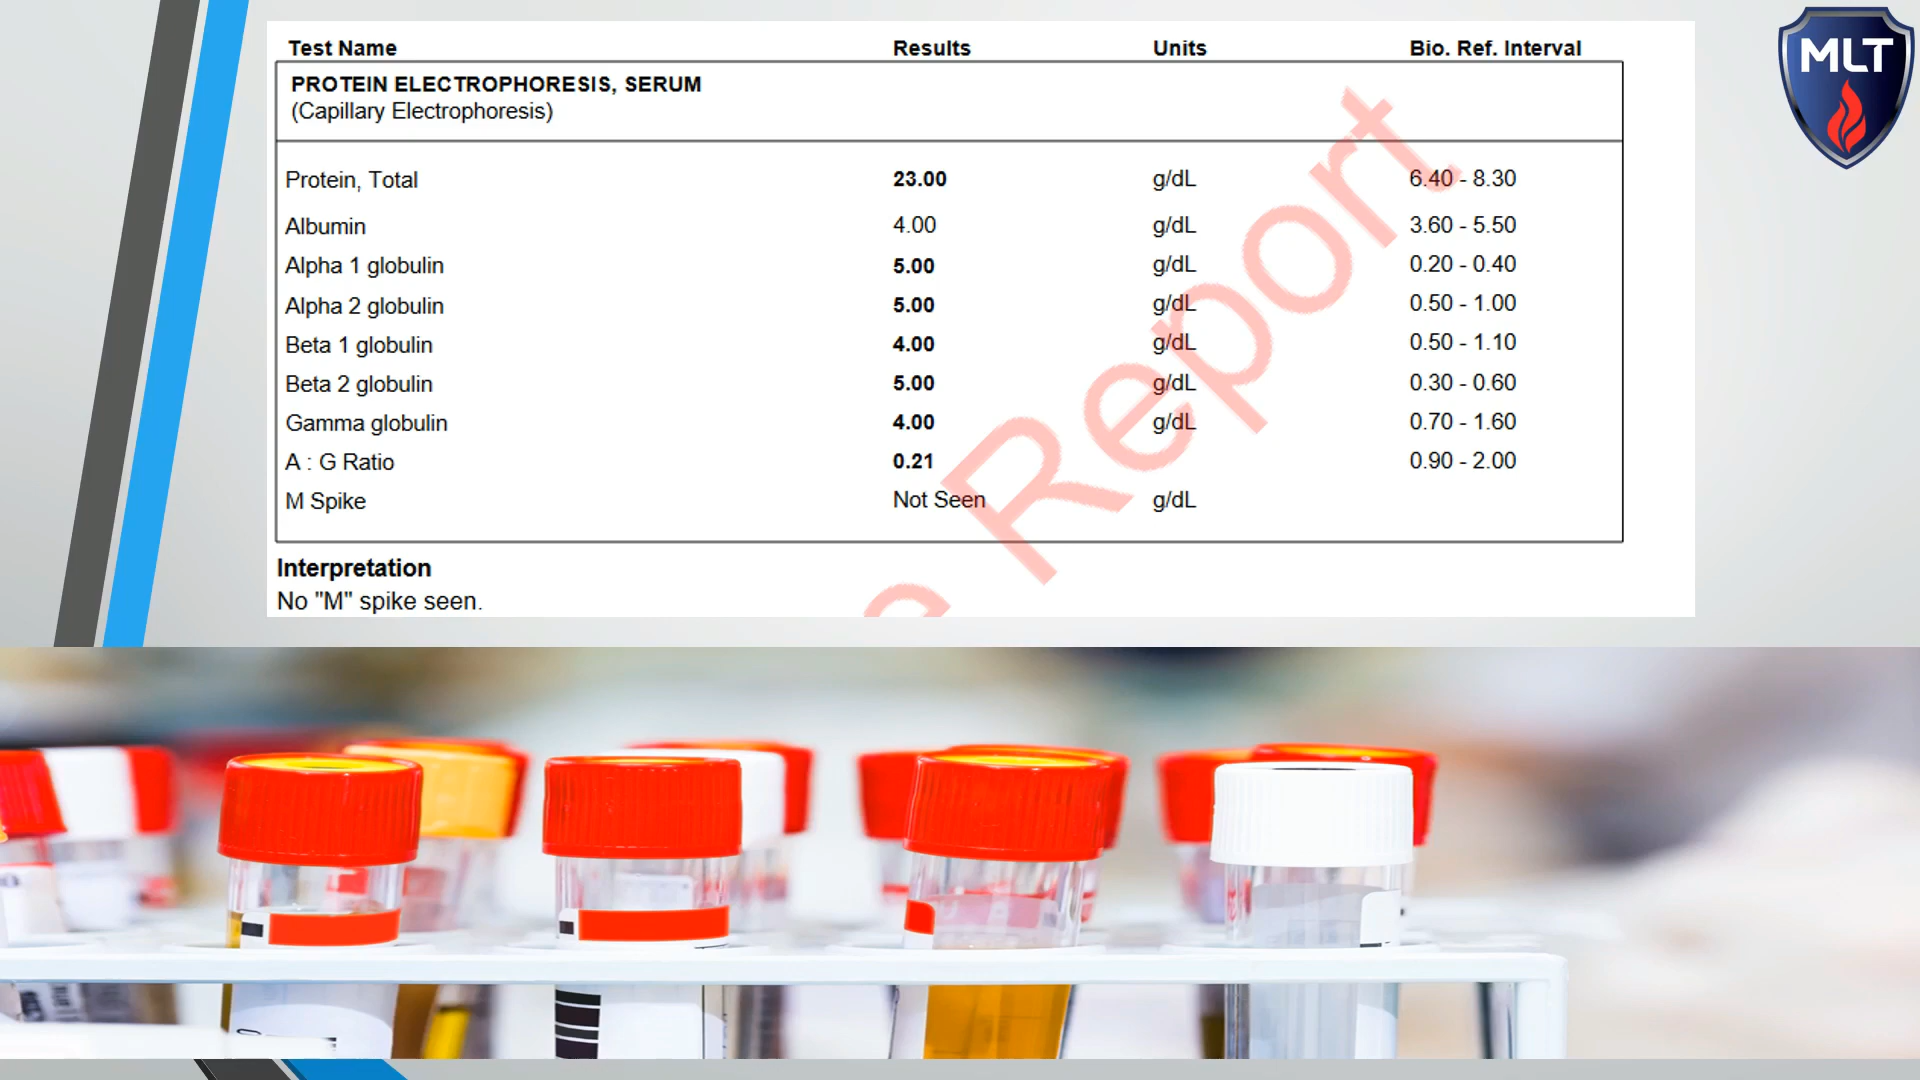 MLT
Test Name Results Units Bio. Ref. Interval
PROTEIN ELECTROPHORESIS, SERUM
(Capillary Electrophoresis)
Protein, Total 23.00 g/dL 6.40 - 8.30
Albumin 4.00 g/dL 3.60 - 5.50
Alpha 1 globulin 5.00 g/dL 0.20 - 0.40
Alpha 2 globulin 5.00 g/dL 0.50 - 1.00
Beta 1 globulin 4.00 g/dL 0.50 - 1.10
Beta 2 globulin 5.00 g/dL 0.30 - 0.60
Gamma globulin 4.00 g/dL 0.70 - 1.60
A : G Ratio 0.21 0.90 - 2.00
M Spike Not Seen g/dL
Interpretation
No "M" spike seen.
Report